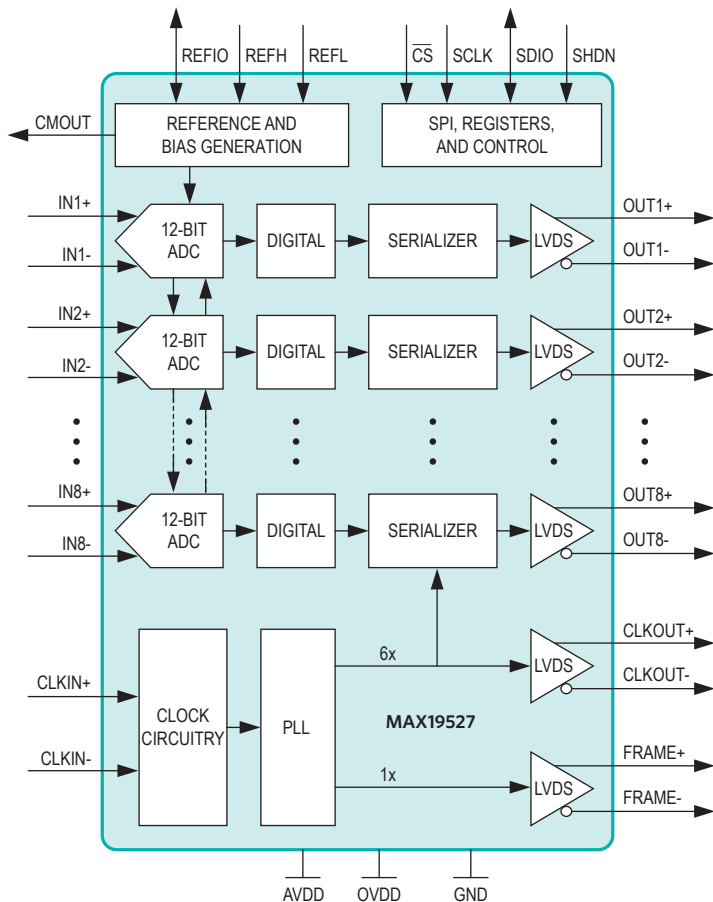 REFIO REFH REFL CS SCLK SDIO SHDN
CMOUT
REFERENCE AND
BIAS GENERATION
SPI, REGISTERS,
AND CONTROL
IN1+
IN1-
12-BIT
ADC
DIGITAL
SERIALIZER
LVDS
OUT1+
OUT1-
IN2+
IN2-
12-BIT
ADC
DIGITAL
SERIALIZER
LVDS
OUT2+
OUT2-
IN8+
IN8-
12-BIT
ADC
DIGITAL
SERIALIZER
LVDS
OUT8+
OUT8-
CLKIN+
CLKIN-
CLOCK
CIRCUITRY
PLL
6x
LVDS
CLKOUT+
CLKOUT-
MAX19527
1x
LVDS
FRAME+
FRAME-
AVDD OVDD GND